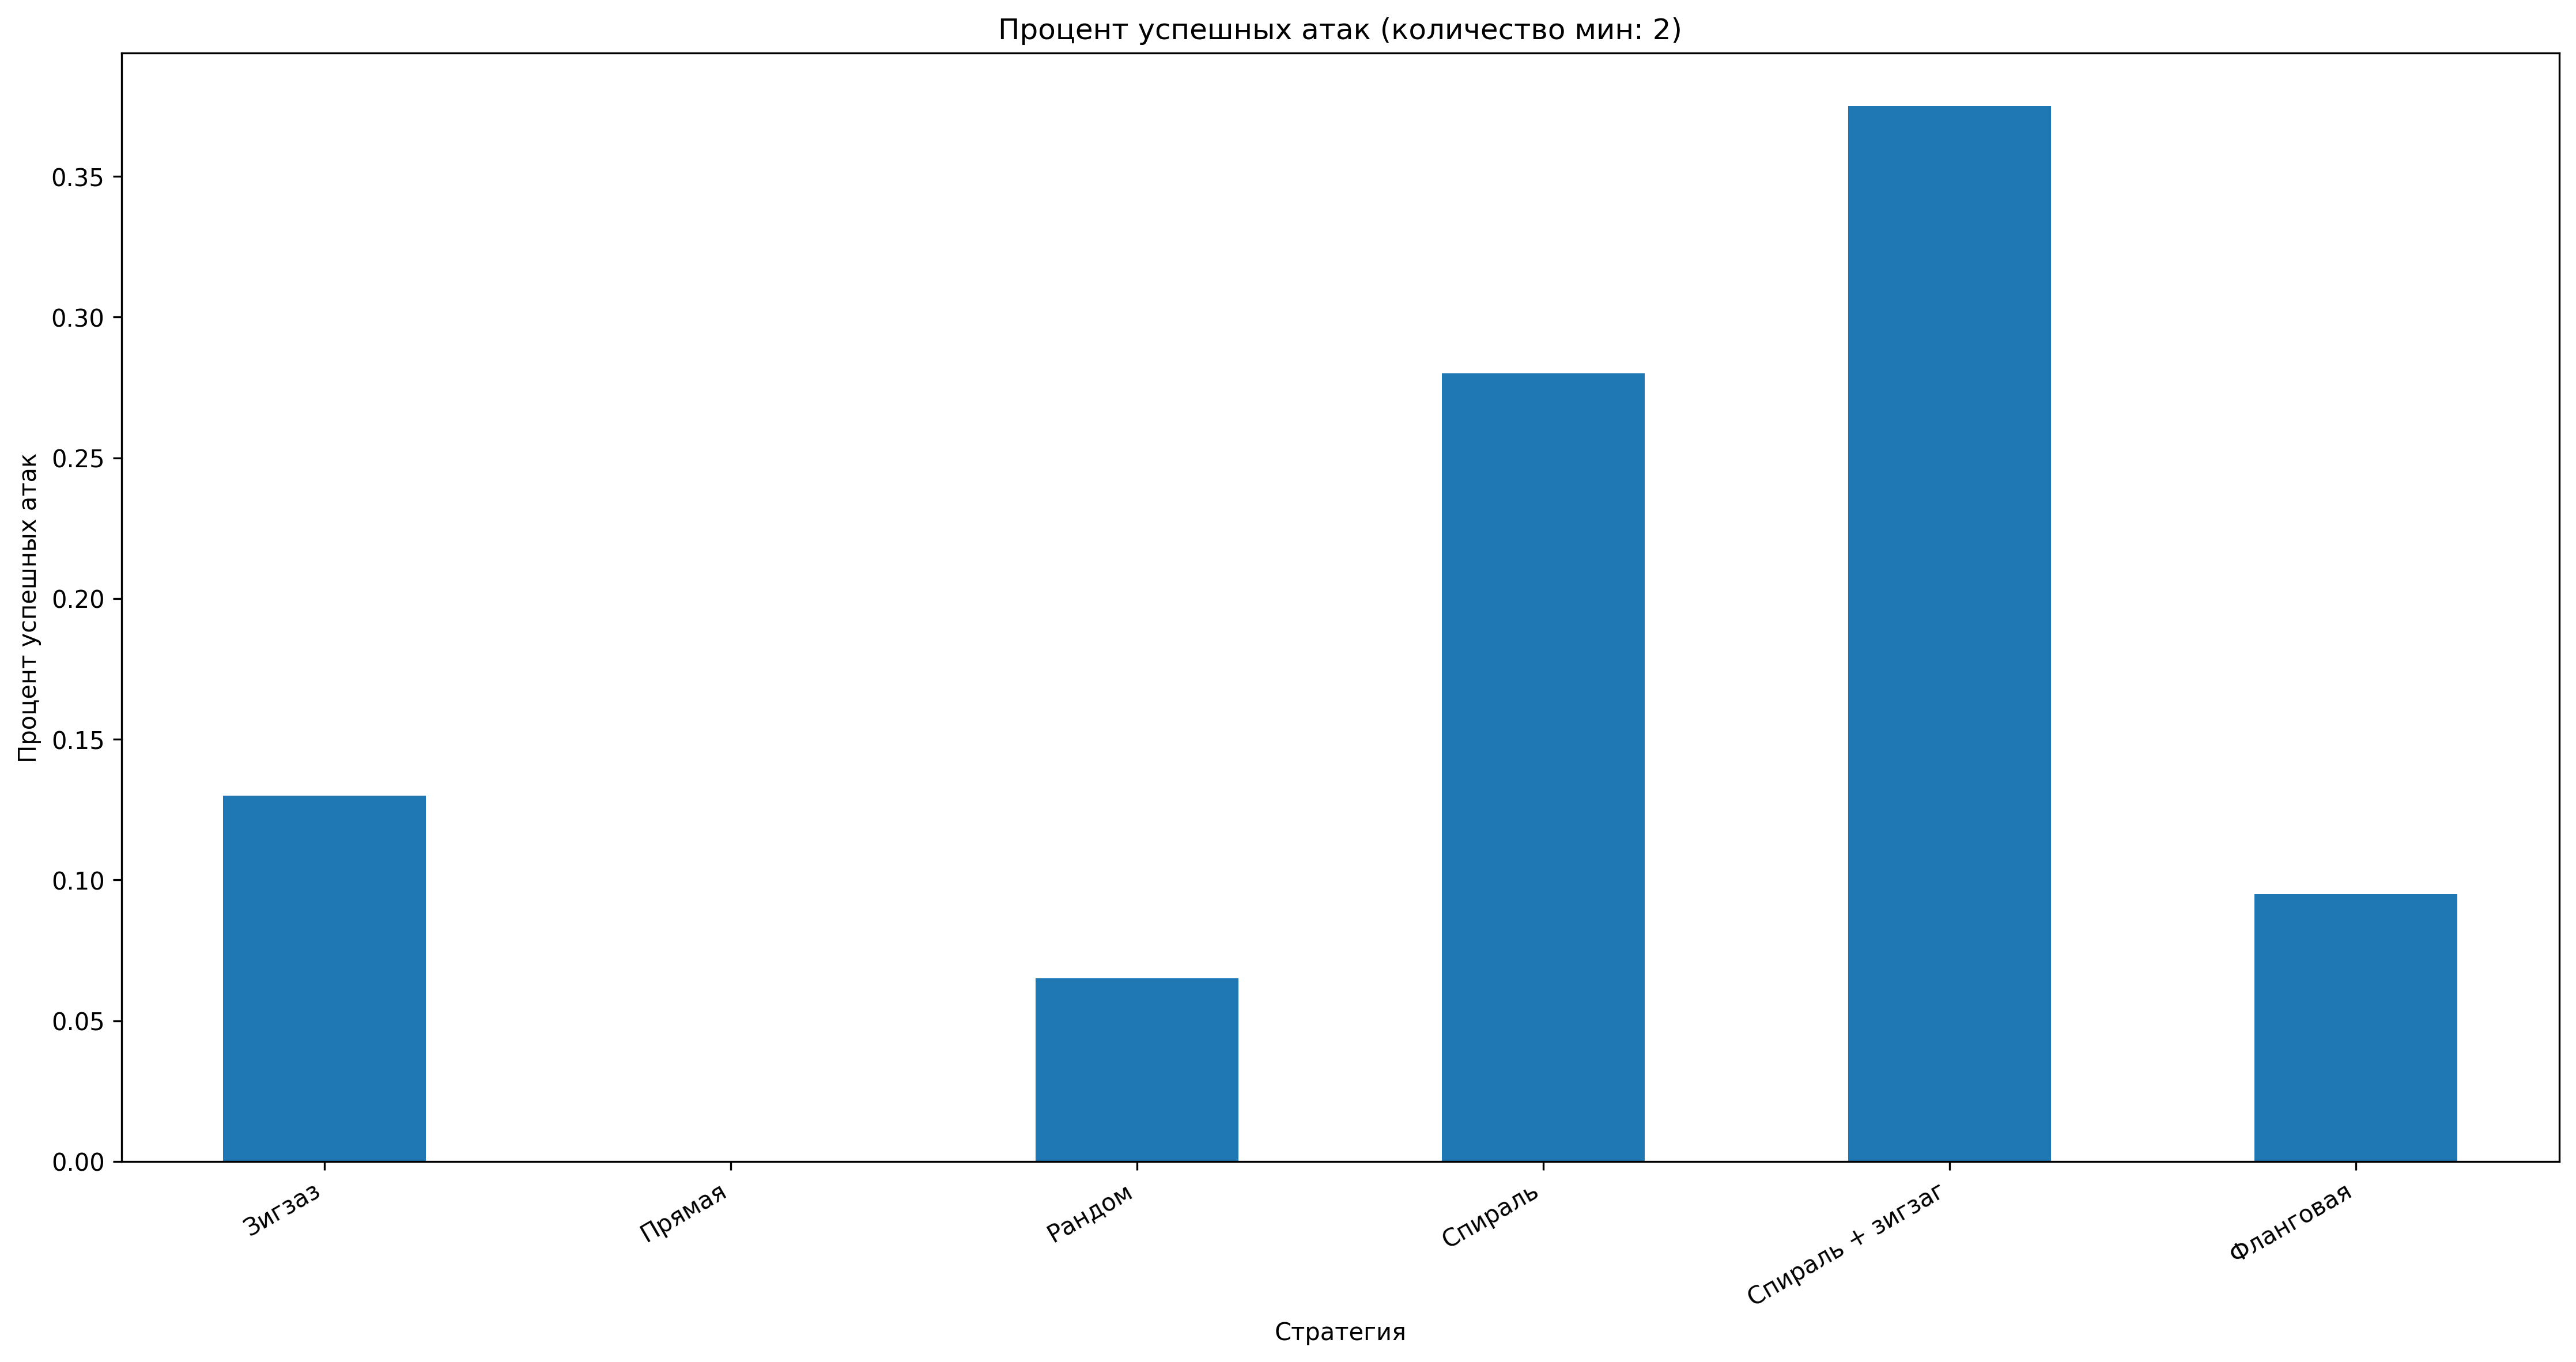 Процент успешных атак (количество мин: 2)
Процент успешных атак
0.35
0.30
0.25
0.20
0.15
0.10
0.05
0.00
Зигзаз
Прямая
Рандом
Спираль
Спираль + зигзаг
Фланговая
Стратегия